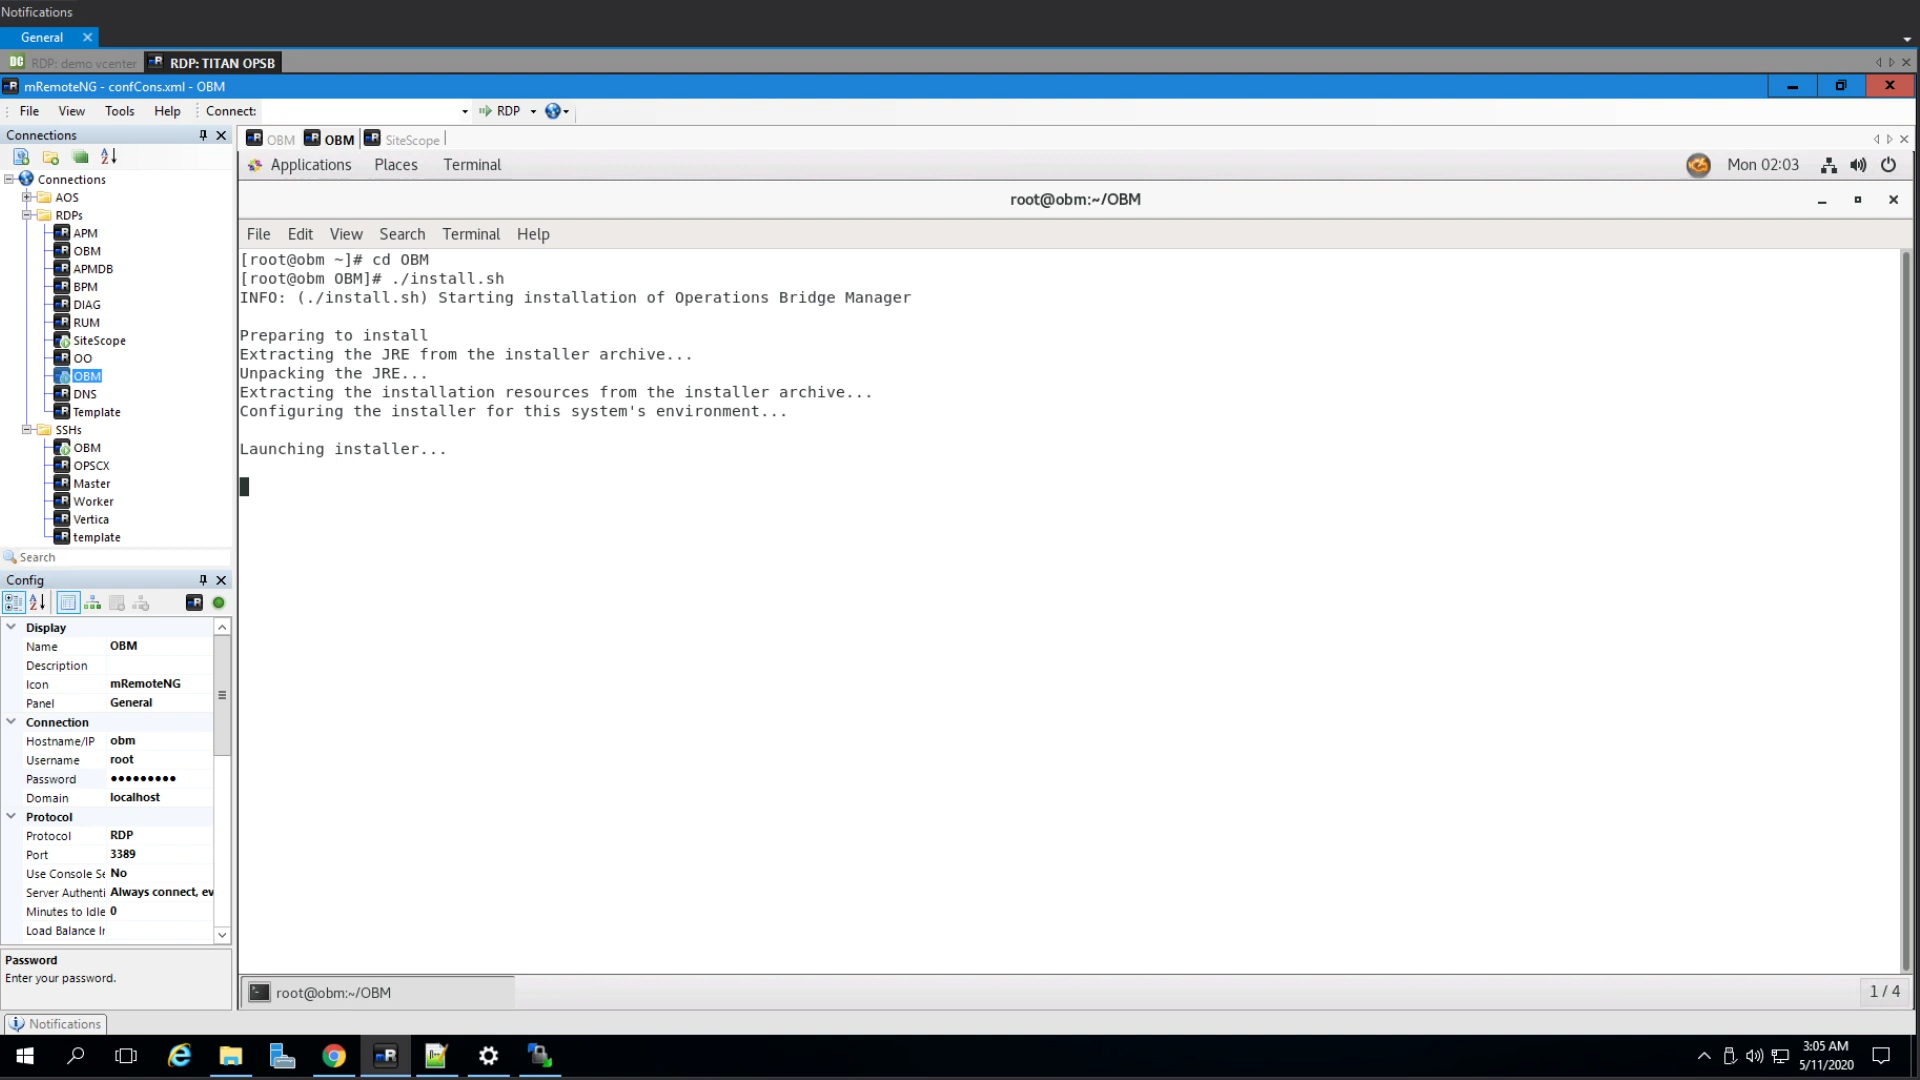 Notifications
General
RDP: demo vcenter
RDP: TITAN OPSB
mRemoteNG - confCons.xml - OBM
File View Tools Help Connect: RDP
Connections
Connections
AOS
RDPs
APM
OBM
APMDB
BPM
DIAG
RUM
SiteScope
OO
OBM
DNS
Template
SSHs
OBM
OPSCX
Master
Worker
Vertica
template
Search
Config
Display
Name OBM
Description
Icon mRemoteNG
Panel General
Connection
Hostname/IP obm
Username root
Password ●●●●●●●●●
Domain localhost
Protocol
Protocol RDP
Port 3389
Use Console Se No
Server Authenti Always connect, ev
Minutes to Idle 0
Load Balance Ir
Password
Enter your password.
Notifications
OBM OBM SiteScope
Applications Places Terminal Mon 02:03
root@obm:~/OBM
File Edit View Search Terminal Help
[root@obm ~]# cd OBM
[root@obm OBM]# ./install.sh
INFO: (./install.sh) Starting installation of Operations Bridge Manager
Preparing to install
Extracting the JRE from the installer archive...
Unpacking the JRE...
Extracting the installation resources from the installer archive...
Configuring the installer for this system's environment...
Launching installer...
root@obm:~/OBM
1 / 4
3:05 AM
5/11/2020